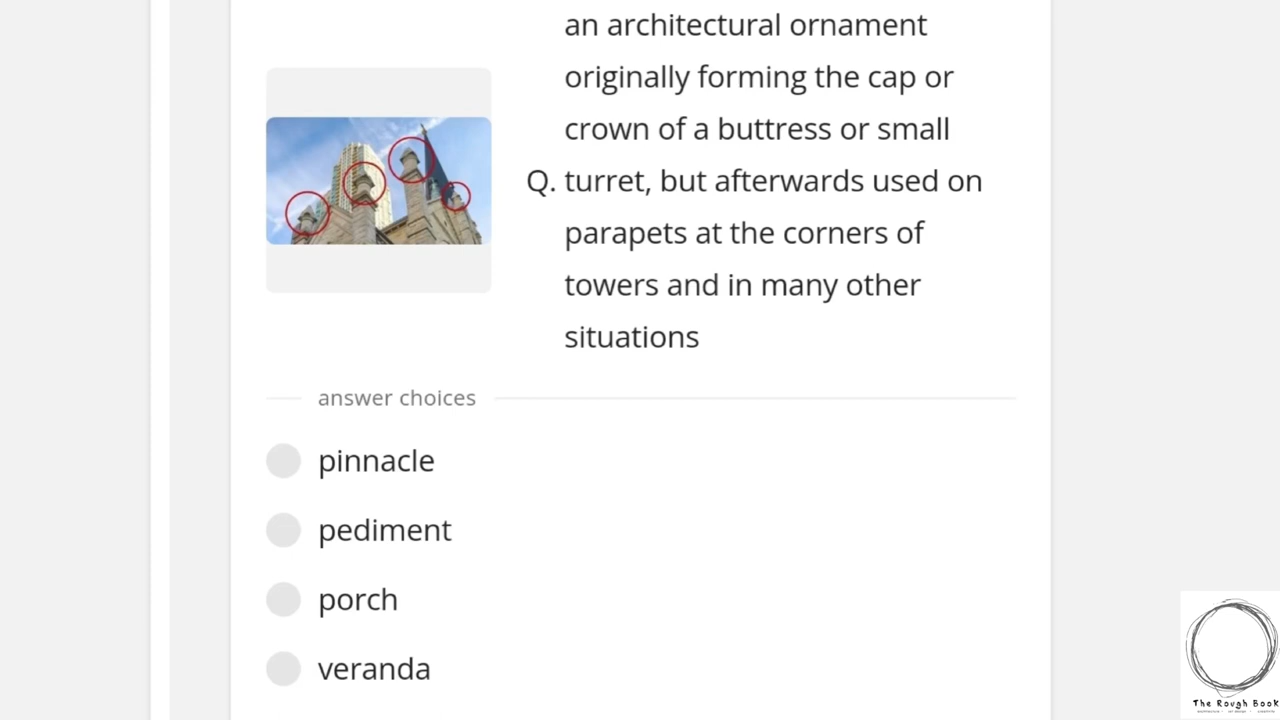 an architectural ornament
originally forming the cap or
crown of a buttress or small
Q. turret, but afterwards used on
parapets at the corners of
towers and in many other
situations
answer choices
pinnacle
pediment
porch
veranda
The Rough Book